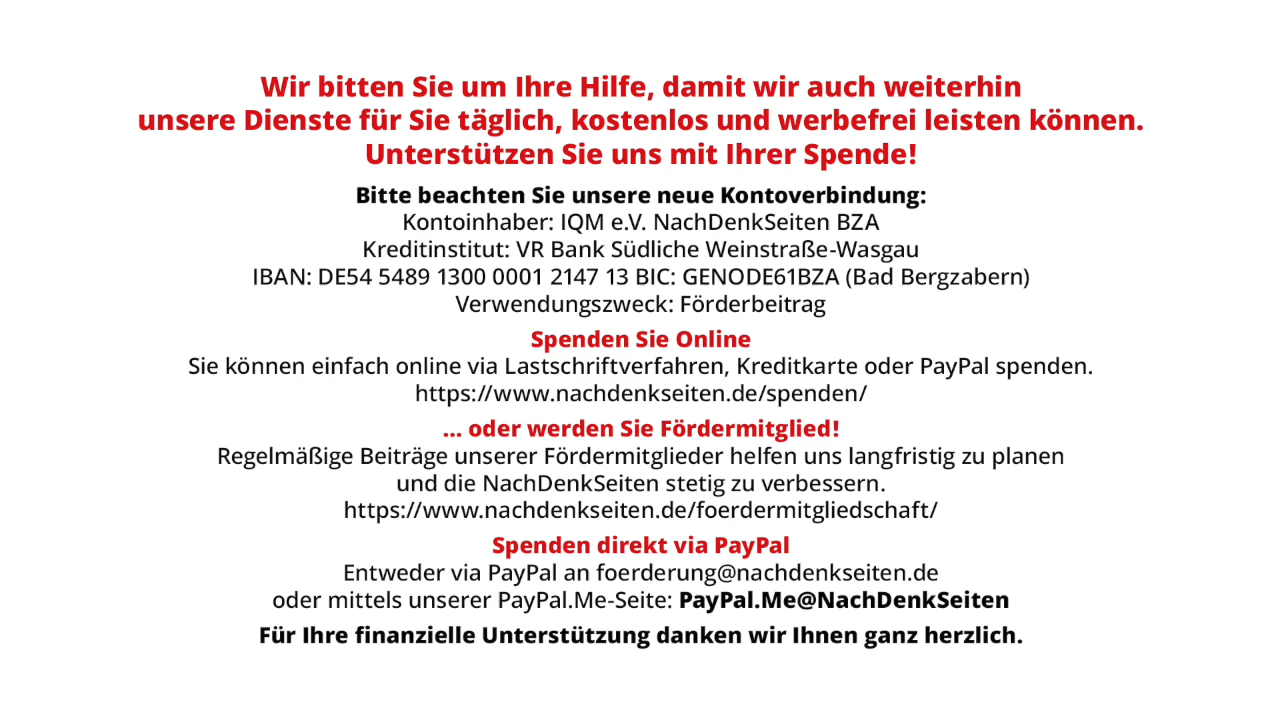 Wir bitten Sie um Ihre Hilfe, damit wir auch weiterhin
unsere Dienste für Sie täglich, kostenlos und werbefrei leisten können.
Unterstützen Sie uns mit Ihrer Spende!
Bitte beachten Sie unsere neue Kontoverbindung:
Kontoinhaber: IQM e.V. NachDenkSeiten BZA
Kreditinstitut: VR Bank Südliche Weinstraße-Wasgau
IBAN: DE54 5489 1300 0001 2147 13 BIC: GENODE61BZA (Bad Bergzabern)
Verwendungszweck: Förderbeitrag
Spenden Sie Online
Sie können einfach online via Lastschriftverfahren, Kreditkarte oder PayPal spenden.
https://www.nachdenkseiten.de/spenden/
... oder werden Sie Fördermitglied!
Regelmäßige Beiträge unserer Fördermitglieder helfen uns langfristig zu planen
und die NachDenkSeiten stetig zu verbessern.
https://www.nachdenkseiten.de/foerdermitgliedschaft/
Spenden direkt via PayPal
Entweder via PayPal an foerderung@nachdenkseiten.de
oder mittels unserer PayPal.Me-Seite: PayPal.Me@NachDenkSeiten
Für Ihre finanzielle Unterstützung danken wir Ihnen ganz herzlich.